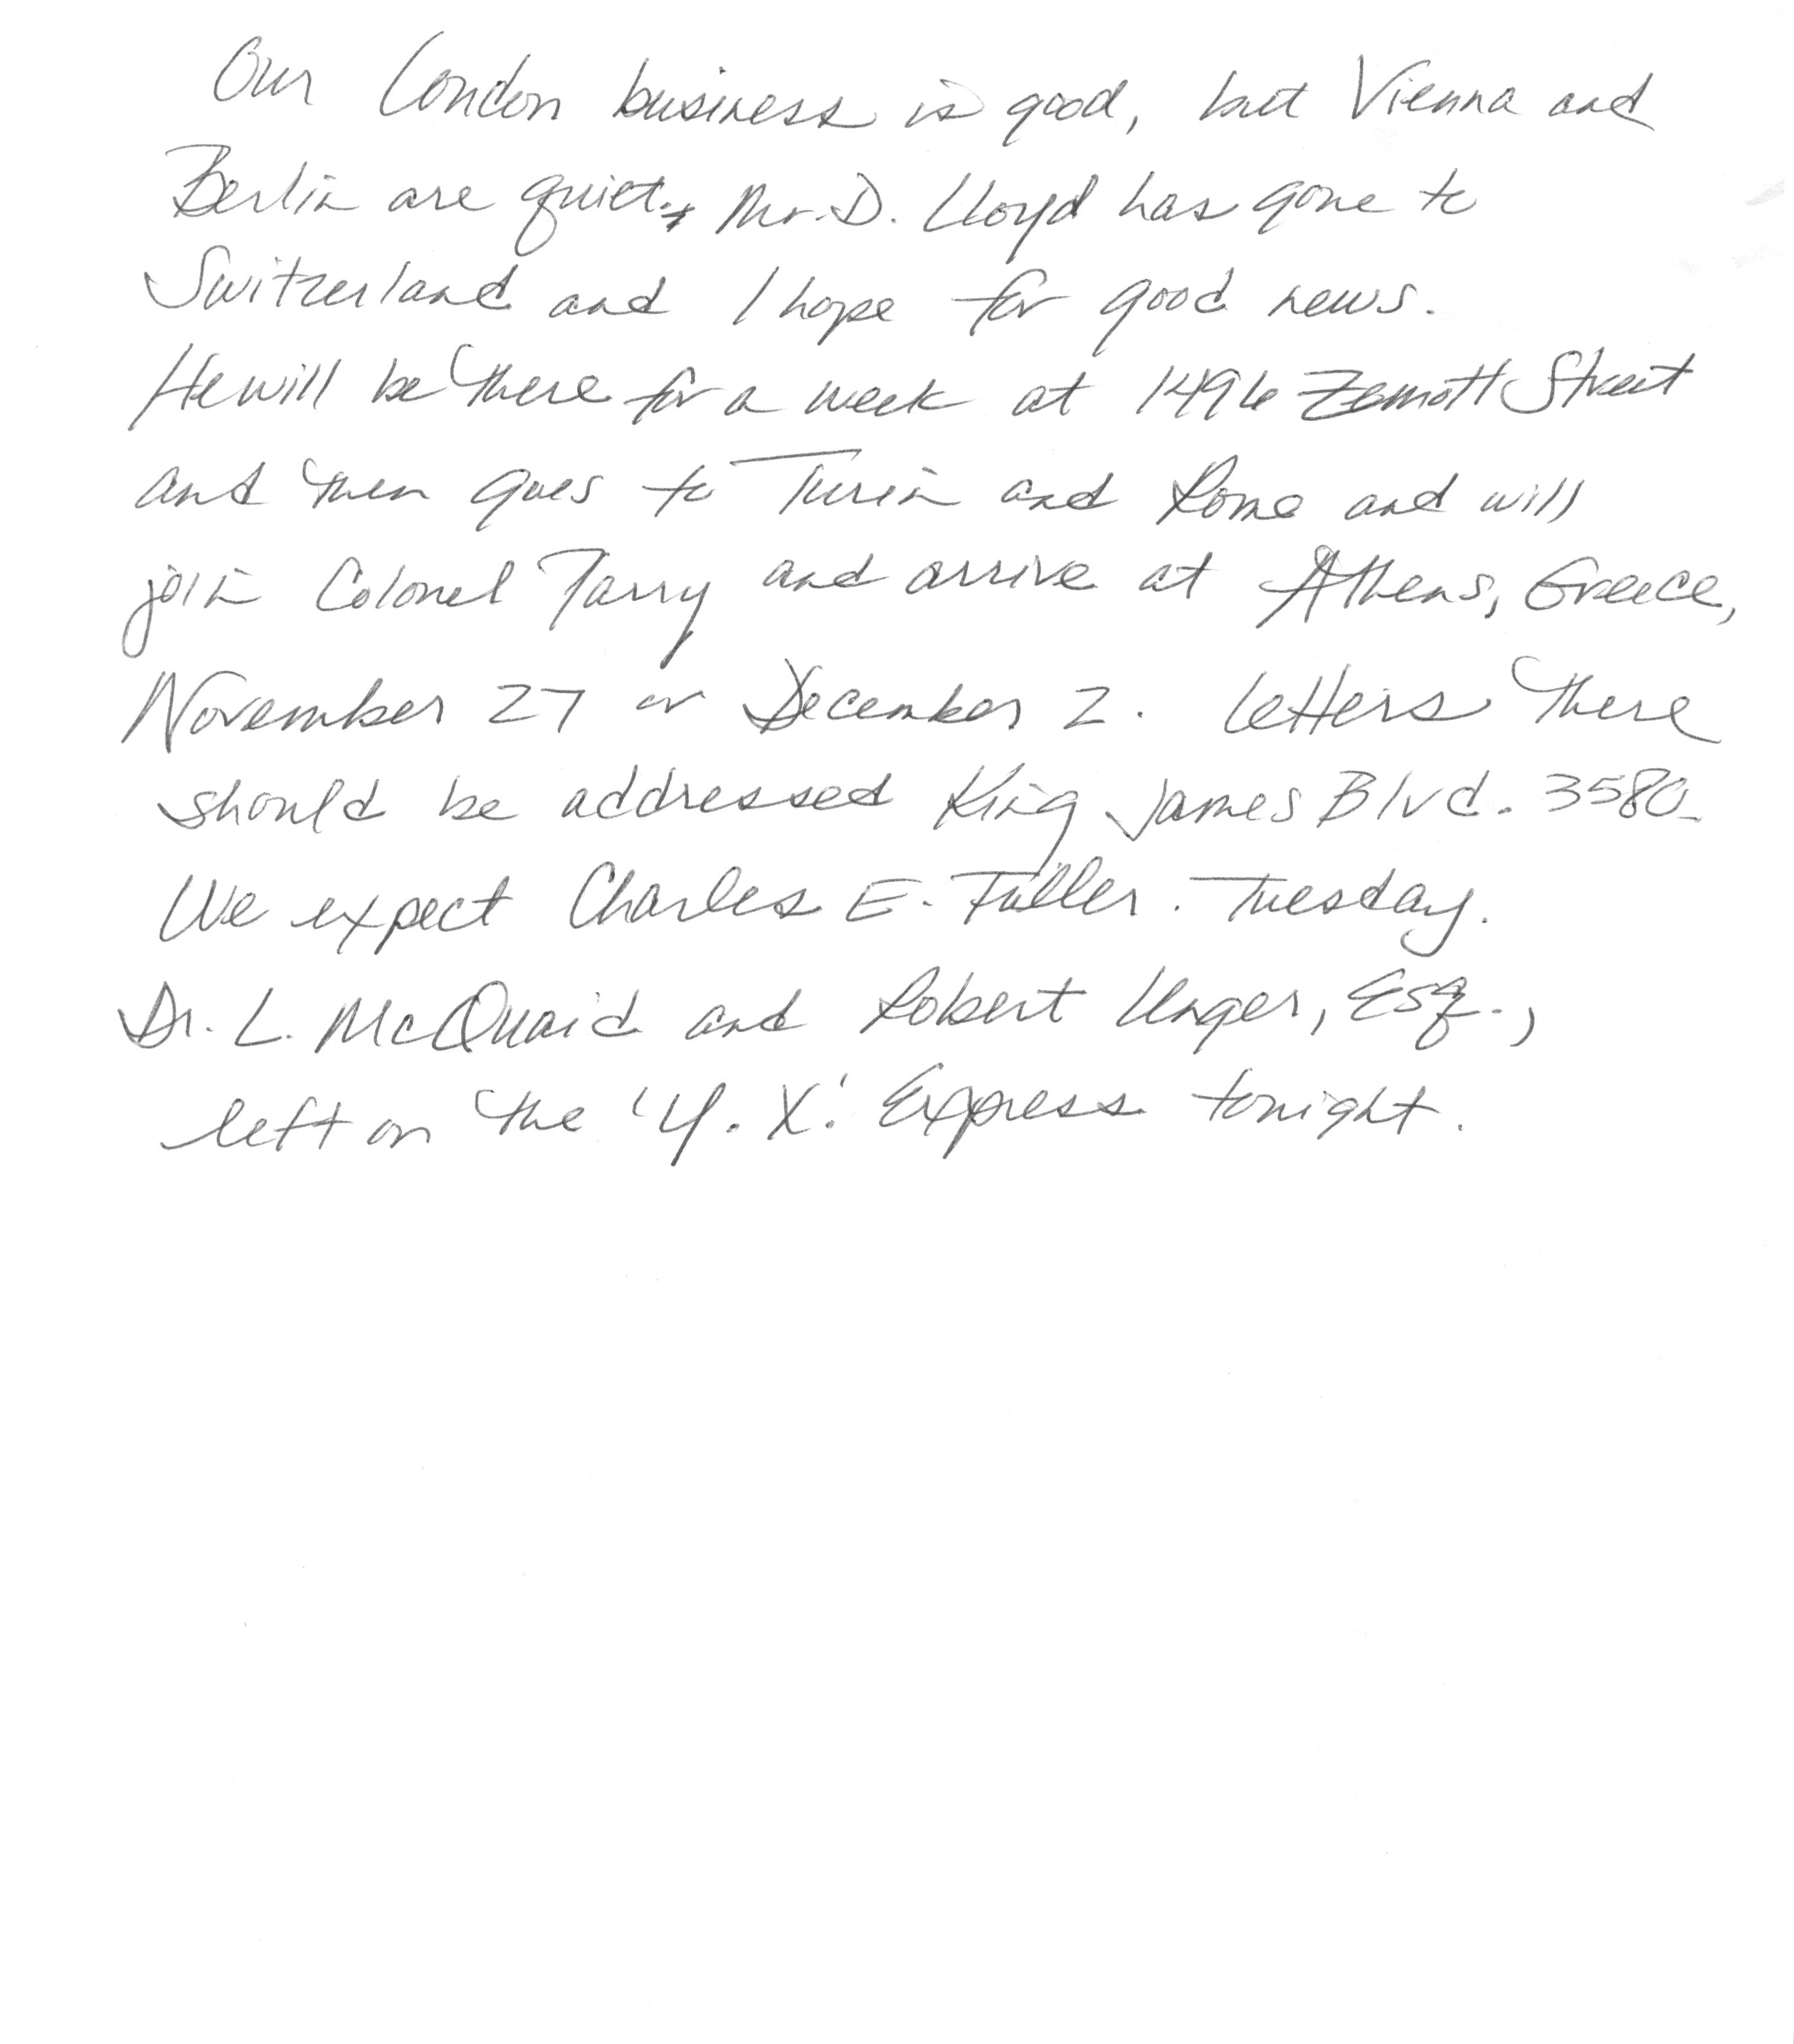 Our London business is good, but Vienna and
Berlin are quiet. Mr. D. Lloyd has gone to
Switzerland and I hope for good news.
He will be there for a week at 1496 Zemott Street
and then goes to Turin and Rome and will
join Colonel Parry and arrive at Athens, Greece,
November 27 or December 2. Letters there
should be addressed King James Blvd. 3580.
We expect Charles E. Fuller. Tuesday.
Dr. L. McQuaid and Robert Unger, Esq.,
left on the 'Y. X.' Express tonight.